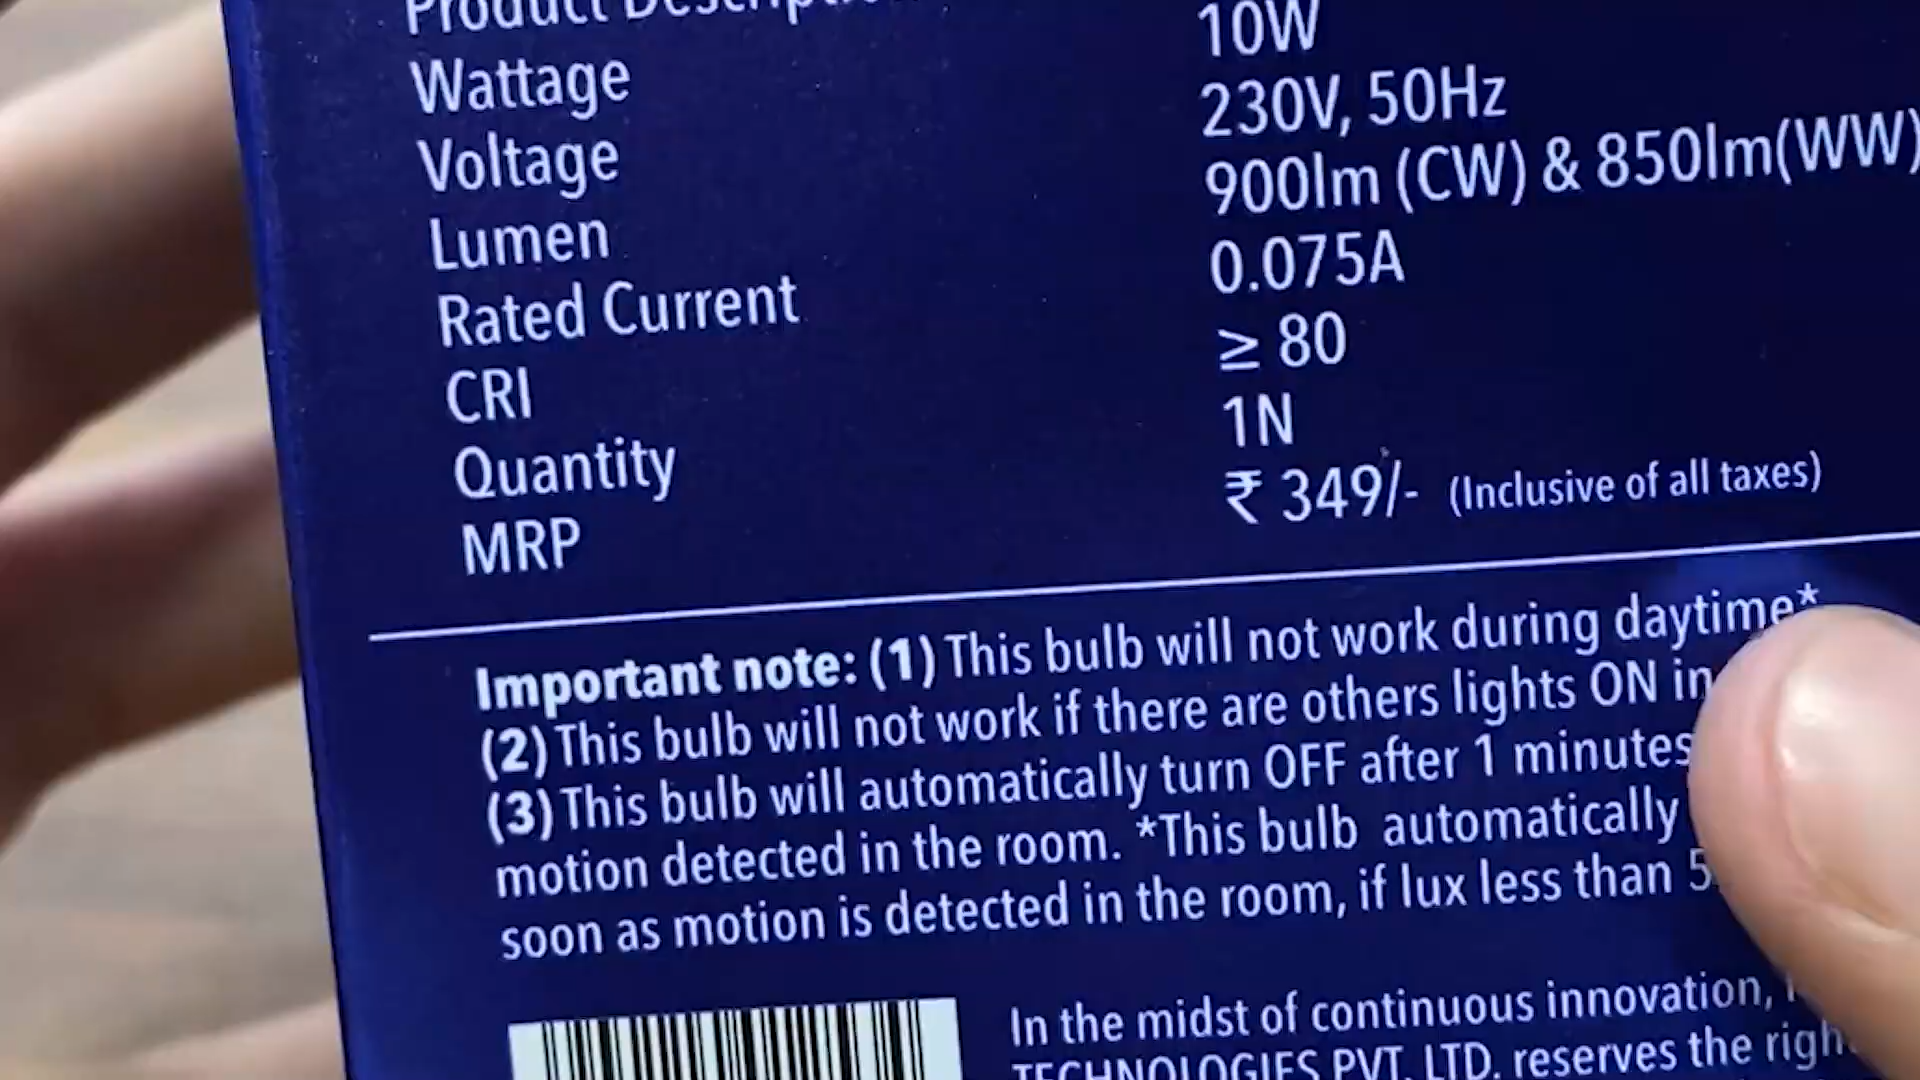 Product
Wattage 10W
Voltage 230V, 50Hz
Lumen 900lm (CW) & 850lm(WW)
Rated Current 0.075A
CRI ≥ 80
Quantity 1N
MRP ₹ 349/- (Inclusive of all taxes)
Important note: (1) This bulb will not work during daytime*
(2) This bulb will not work if there are others lights ON in
(3) This bulb will automatically turn OFF after 1 minutes
motion detected in the room. *This bulb automatically
soon as motion is detected in the room, if lux less than
In the midst of continuous innovation,
TECHNOLOGIES PVT. LTD. reserves the